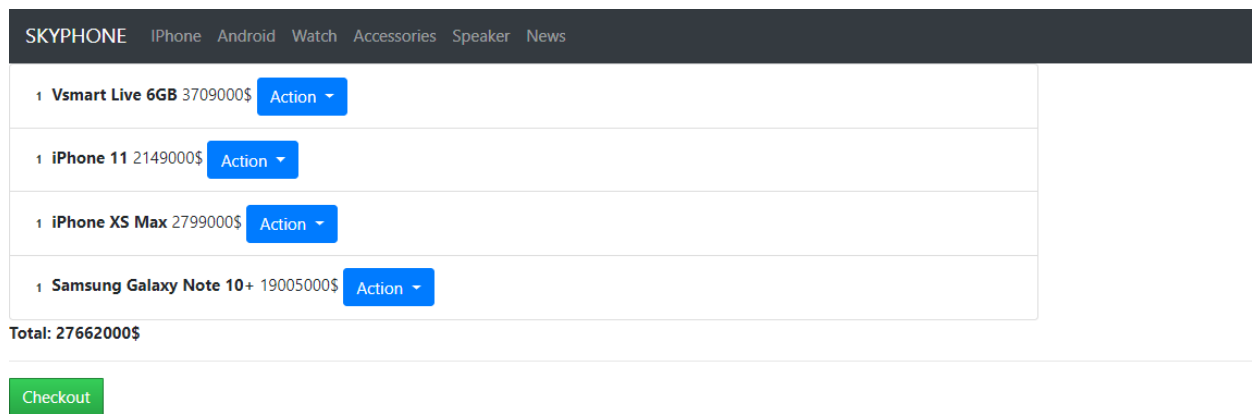 SKYPHONE IPhone Android Watch Accessories Speaker News
1 Vsmart Live 6GB 3709000$ Action
1 iPhone 11 2149000$ Action
1 iPhone XS Max 2799000$ Action
1 Samsung Galaxy Note 10+ 19005000$ Action
Total: 27662000$
Checkout